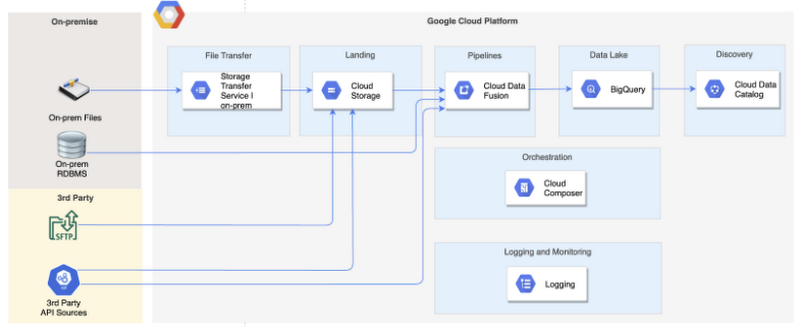 On-premise
Google Cloud Platform
File Transfer
Landing
Pipelines
Data Lake
Discovery
Storage
Transfer
Service |
on-prem
Cloud
Storage
Cloud Data
Fusion
BigQuery
Cloud Data
Catalog
On-prem Files
On-prem
RDBMS
Orchestration
Cloud
Composer
3rd Party
SFTP
Logging and Monitoring
Logging
3rd Party
API Sources